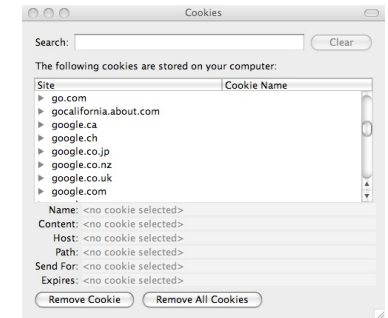 Cookies
Search: Clear
The following cookies are stored on your computer:
Site Cookie Name
go.com
gocalifornia.about.com
google.ca
google.ch
google.co.jp
google.co.nz
google.co.uk
google.com
Name: <no cookie selected>
Content: <no cookie selected>
Host: <no cookie selected>
Path: <no cookie selected>
Send For: <no cookie selected>
Expires: <no cookie selected>
Remove Cookie Remove All Cookies